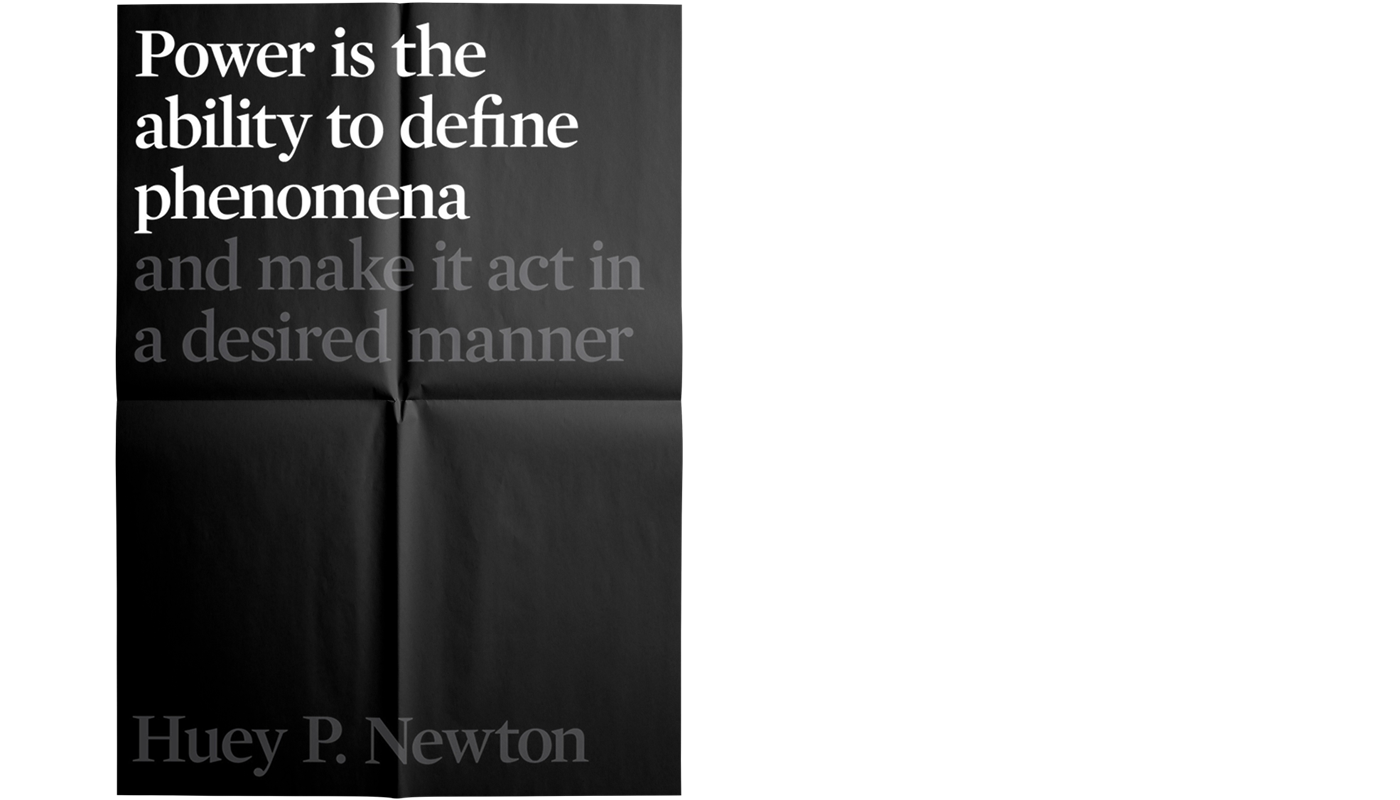 Power is the
ability to define
phenomena
and make it act in
a desired manner
Huey P. Newton